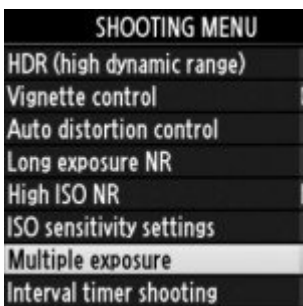 SHOOTING MENU
HDR (high dynamic range)
Vignette control
Auto distortion control
Long exposure NR
High ISO NR
ISO sensitivity settings
Multiple exposure
Interval timer shooting